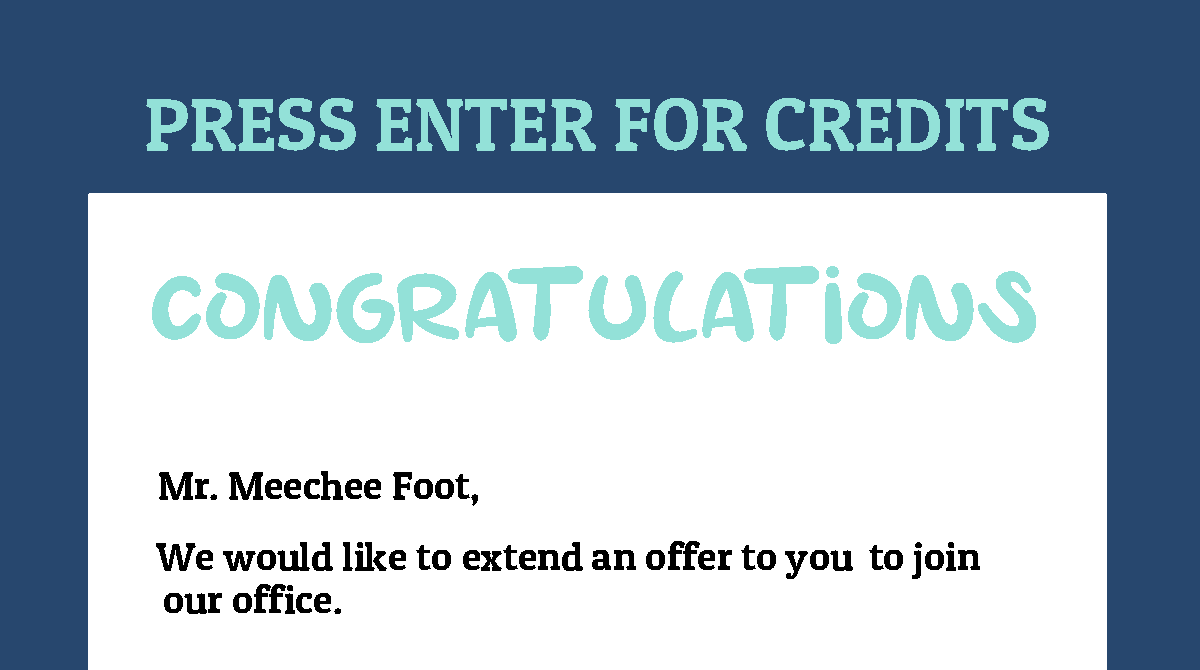 PRESS ENTER FOR CREDITS
CONGRATULATiONS
Mr. Meechee Foot,
We would like to extend an offer to you to join
our office.